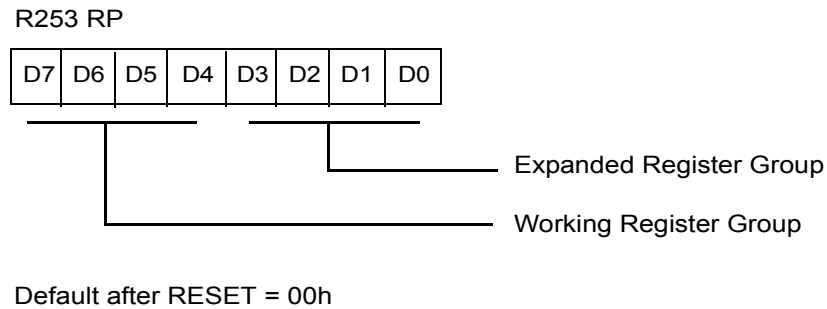 R253 RP
D7 D6 D5 D4 D3 D2 D1 D0
Expanded Register Group
Working Register Group
Default after RESET = 00h